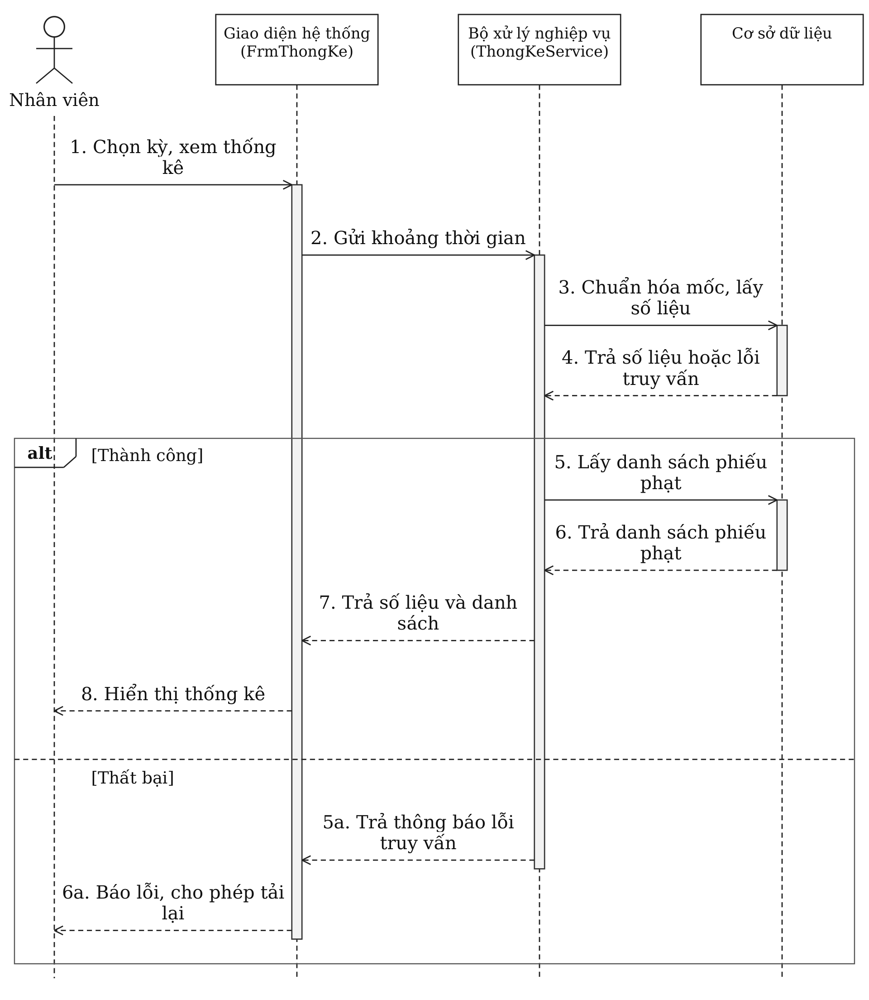 Giao diện hệ thống
(FrmThongKe)
Bộ xử lý nghiệp vụ
(ThongKeService)
Cơ sở dữ liệu
Nhân viên
1. Chọn kỳ, xem thống
kê
2. Gửi khoảng thời gian
3. Chuẩn hóa mốc, lấy
số liệu
4. Trả số liệu hoặc lỗi
truy vấn
alt
[Thành công]
5. Lấy danh sách phiếu
phạt
6. Trả danh sách phiếu
phạt
7. Trả số liệu và danh
sách
8. Hiển thị thống kê
[Thất bại]
5a. Trả thông báo lỗi
truy vấn
6a. Báo lỗi, cho phép tải
lại